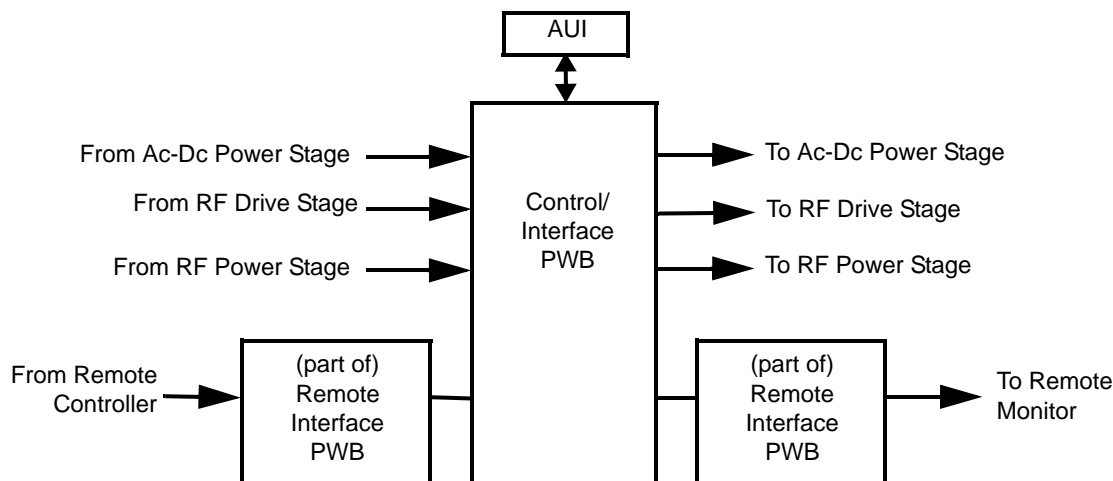 AUI
From Ac-Dc Power Stage
From RF Drive Stage
From RF Power Stage
Control/
Interface
PWB
To Ac-Dc Power Stage
To RF Drive Stage
To RF Power Stage
From Remote
Controller
(part of)
Remote
Interface
PWB
(part of)
Remote
Interface
PWB
To Remote
Monitor